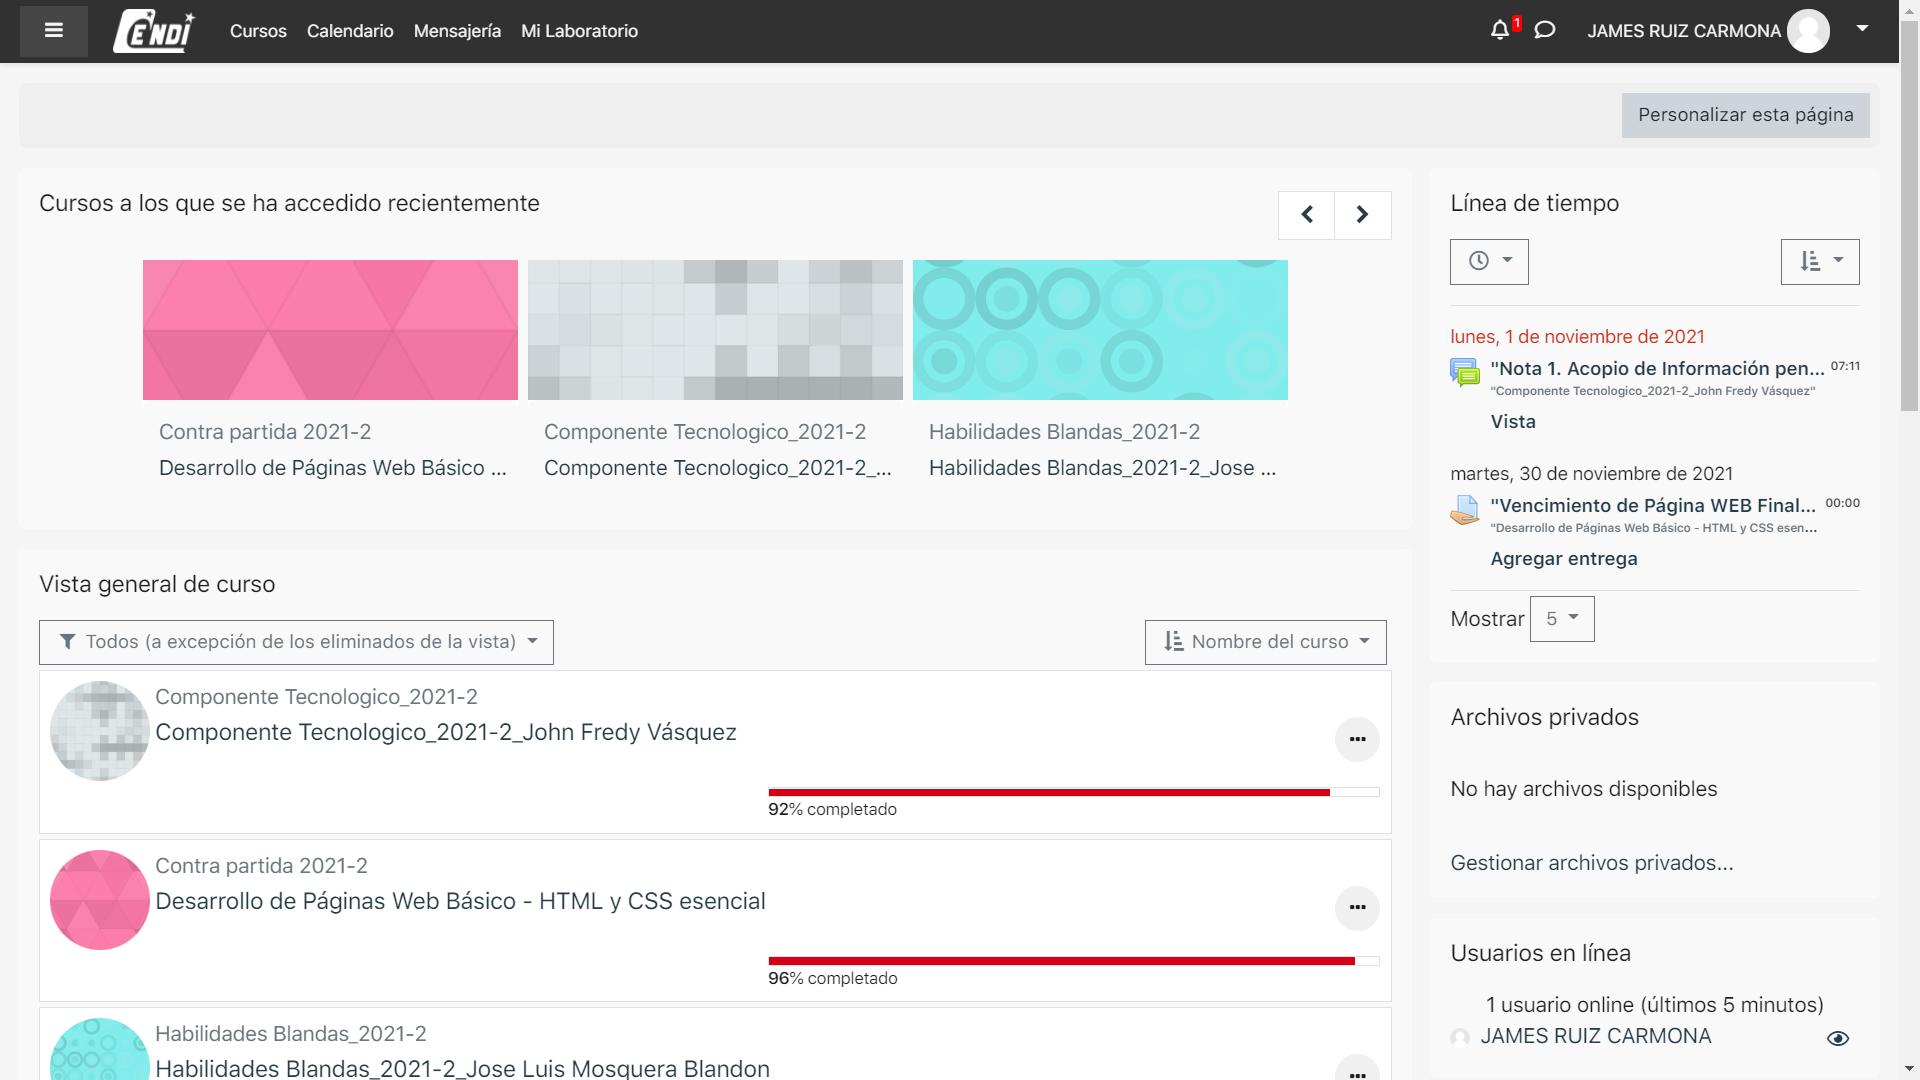 CENDI
Cursos
Calendario
Mensajería
Mi Laboratorio
1
JAMES RUIZ CARMONA
Personalizar esta página
Cursos a los que se ha accedido recientemente
Contra partida 2021-2
Desarrollo de Páginas Web Básico ...
Componente Tecnologico_2021-2
Componente Tecnologico_2021-2_...
Habilidades Blandas_2021-2
Habilidades Blandas_2021-2_Jose ...
Vista general de curso
Todos (a excepción de los eliminados de la vista)
Nombre del curso
Componente Tecnologico_2021-2
Componente Tecnologico_2021-2_John Fredy Vásquez
92% completado
Contra partida 2021-2
Desarrollo de Páginas Web Básico - HTML y CSS esencial
96% completado
Habilidades Blandas_2021-2
Habilidades Blandas_2021-2_Jose Luis Mosquera Blandon
Línea de tiempo
lunes, 1 de noviembre de 2021
"Nota 1. Acopio de Información pen... 07:11
"Componente Tecnologico_2021-2_John Fredy Vásquez"
Vista
martes, 30 de noviembre de 2021
"Vencimiento de Página WEB Final... 00:00
"Desarrollo de Páginas Web Básico - HTML y CSS esen...
Agregar entrega
Mostrar 5
Archivos privados
No hay archivos disponibles
Gestionar archivos privados...
Usuarios en línea
1 usuario online (últimos 5 minutos)
JAMES RUIZ CARMONA